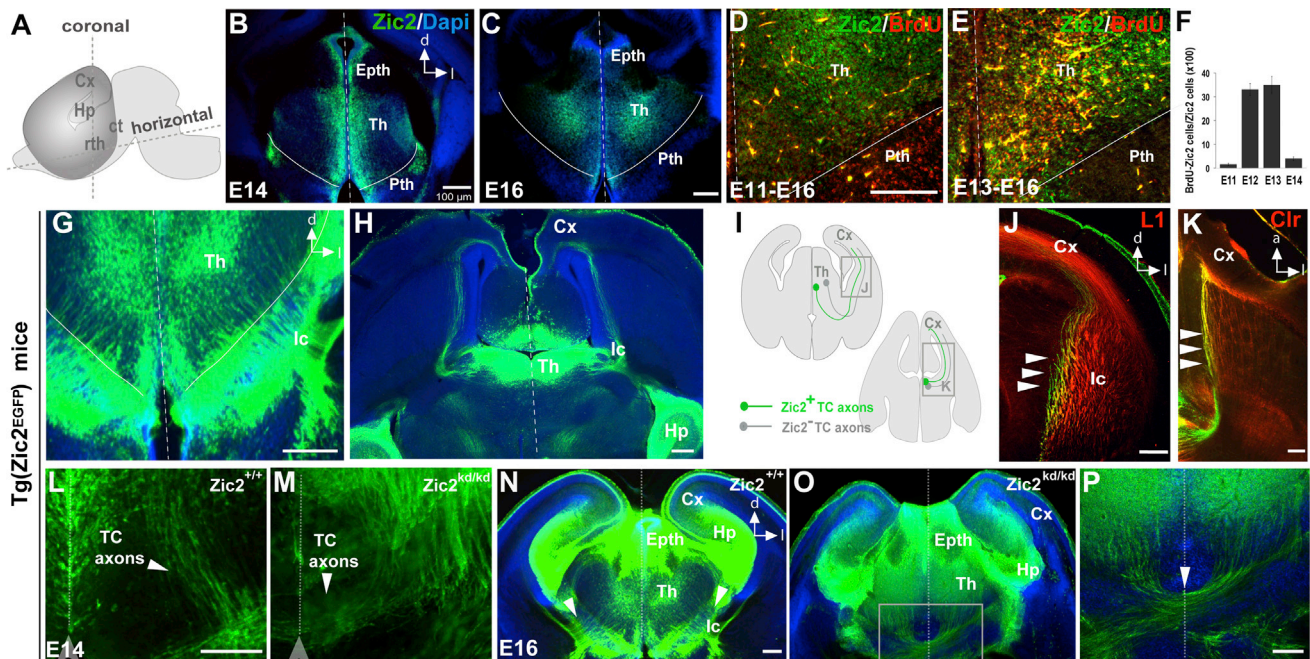 A
coronal
Cx
Hp
ct
horizontal
rth
B
Zic2/Dapi
d
l
Epth
Th
Pth
E14
100 µm
C
Epth
Th
Pth
E16
D
Zic2/BrdU
Th
Pth
E11-E16
E
Zic2/BrdU
Th
Pth
E13-E16
F
BrdU-Zic2 cells/Zic2 cells (x100)
40
30
20
10
0
E11 E12 E13 E14
Tg(Zic2EGFP) mice
G
d
l
Th
Ic
H
Cx
Ic
Th
Hp
I
Cx
Th
J
Cx
K
Zic2+ TC axons
Zic2- TC axons
J
L1
d
l
Cx
Ic
K
Clr
a
l
Cx
L
Zic2+/+
TC
axons
E14
M
Zic2kd/kd
TC
axons
N
Zic2+/+
d
l
Cx
Hp
Epth
Th
Ic
E16
O
Zic2kd/kd
Cx
Epth
Hp
Th
P